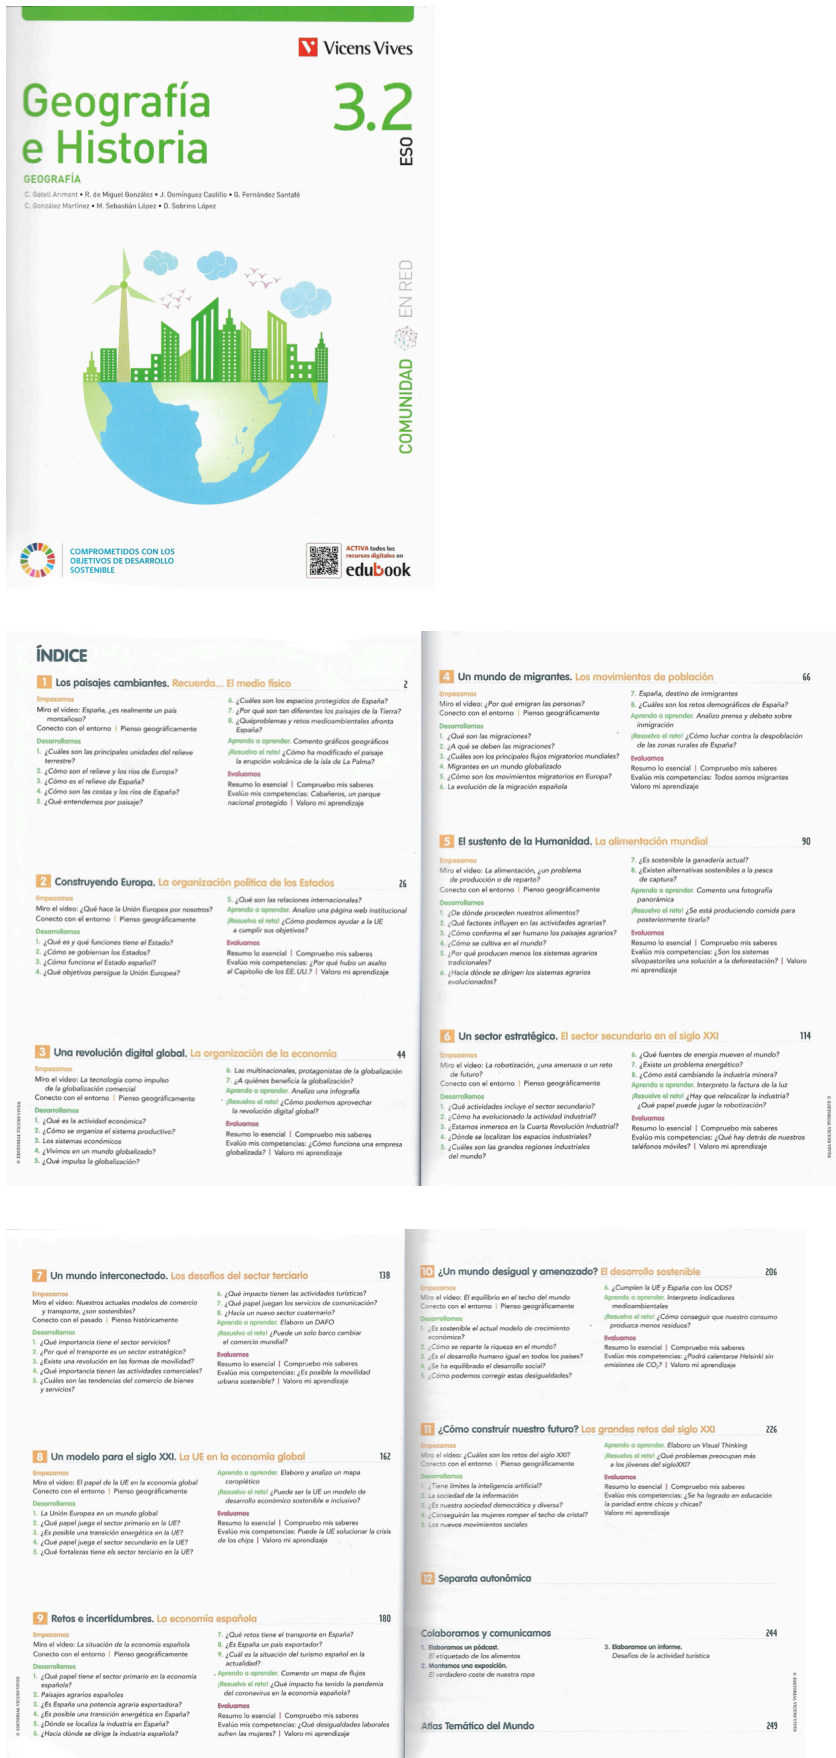 Vicens Vives
Geografía
e Historia
3.2
ESO
GEOGRAFÍA
C. Gatell Arimont • R. de Miguel González • J. Domínguez Castillo • G. Fernández Santafé
C. González Martínez • M. Sebastián López • D. Sobrino López
COMUNIDAD EN RED
COMPROMETIDOS CON LOS
OBJETIVOS DE DESARROLLO
SOSTENIBLE
ACTIVA todos los
recursos digitales en
edubook
ÍNDICE
1 Los paisajes cambiantes. Recuerda... El medio físico 2
Empezamos
Miro el vídeo: España, ¿es realmente un país
montañoso?
Conecto con el entorno | Pienso geográficamente
Desarrollamos
1. ¿Cuáles son las principales unidades del relieve
terrestre?
2. ¿Cómo son el relieve y los ríos de Europa?
3. ¿Cómo es el relieve de España?
4. ¿Cómo son las costas y los ríos de España?
5. ¿Qué entendemos por paisaje?
6. ¿Cuáles son los espacios protegidos de España?
7. ¿Por qué son tan diferentes los paisajes de la Tierra?
8. ¿Quéproblemas y retos medioambientales afronta
España?
Aprendo a aprender. Comento gráficos geográficos
¡Resuelvo el reto! ¿Cómo ha modificado el paisaje
la erupción volcánica de la isla de La Palma?
Evaluamos
Resumo lo esencial | Compruebo mis saberes
Evalúo mis competencias: Cabañeros, un parque
nacional protegido | Valoro mi aprendizaje
2 Construyendo Europa. La organización política de los Estados 26
Empezamos
Miro el vídeo: ¿Qué hace la Unión Europea por nosotros?
Conecto con el entorno | Pienso geográficamente
Desarrollamos
1. ¿Qué es y qué funciones tiene el Estado?
2. ¿Cómo se gobiernan los Estados?
3. ¿Cómo funciona el Estado español?
4. ¿Qué objetivos persigue la Unión Europea?
5. ¿Qué son las relaciones internacionales?
Aprendo a aprender. Analizo una página web institucional
¡Resuelvo el reto! ¿Cómo podemos ayudar a la UE
a cumplir sus objetivos?
Evaluamos
Resumo lo esencial | Compruebo mis saberes
Evalúo mis competencias: ¿Por qué hubo un asalto
al Capitolio de los EE.UU.? | Valoro mi aprendizaje
3 Una revolución digital global. La organización de la economía 44
Empezamos
Miro el vídeo: La tecnología como impulso
de la globalización comercial
Conecto con el entorno | Pienso geográficamente
Desarrollamos
1. ¿Qué es la actividad económica?
2. ¿Cómo se organiza el sistema productivo?
3. Los sistemas económicos
4. ¿Vivimos en un mundo globalizado?
5. ¿Qué impulsa la globalización?
6. Las multinacionales, protagonistas de la globalización
7. ¿A quiénes beneficia la globalización?
Aprendo a aprender. Analizo una infografía
¡Resuelvo el reto! ¿Cómo podemos aprovechar
la revolución digital global?
Evaluamos
Resumo lo esencial | Compruebo mis saberes
Evalúo mis competencias: ¿Cómo funciona una empresa
globalizada? | Valoro mi aprendizaje
© EDITORIAL VICENS VIVES
4 Un mundo de migrantes. Los movimientos de población 66
Empezamos
Miro el vídeo: ¿Por qué emigran las personas?
Conecto con el entorno | Pienso geográficamente
Desarrollamos
1. ¿Qué son las migraciones?
2. ¿A qué se deben las migraciones?
3. ¿Cuáles son los principales flujos migratorios mundiales?
4. Migrantes en un mundo globalizado
5. ¿Cómo son los movimientos migratorios en Europa?
6. La evolución de la migración española
7. España, destino de inmigrantes
8. ¿Cuáles son los retos demográficos de España?
Aprendo a aprender. Analizo prensa y debato sobre
inmigración
¡Resuelvo el reto! ¿Cómo luchar contra la despoblación
de las zonas rurales de España?
Evaluamos
Resumo lo esencial | Compruebo mis saberes
Evalúo mis competencias: Todos somos migrantes
Valoro mi aprendizaje
5 El sustento de la Humanidad. La alimentación mundial 90
Empezamos
Miro el vídeo: La alimentación, ¿un problema
de producción o de reparto?
Conecto con el entorno | Pienso geográficamente
Desarrollamos
1. ¿De dónde proceden nuestros alimentos?
2. ¿Qué factores influyen en las actividades agrarias?
3. ¿Cómo conforma el ser humano los paisajes agrarios?
4. ¿Cómo se cultiva en el mundo?
5. ¿Por qué producen menos los sistemas agrarios
tradicionales?
6. ¿Hacia dónde se dirigen los sistemas agrarios
evolucionados?
7. ¿Es sostenible la ganadería actual?
8. ¿Existen alternativas sostenibles a la pesca
de captura?
Aprendo a aprender. Comento una fotografía
panorámica
¡Resuelvo el reto! ¿Se está produciendo comida para
posteriormente tirarla?
Evaluamos
Resumo lo esencial | Compruebo mis saberes
Evalúo mis competencias: ¿Son los sistemas
silvopastoriles una solución a la deforestación? | Valoro
mi aprendizaje
6 Un sector estratégico. El sector secundario en el siglo XXI 114
Empezamos
Miro el vídeo: La robotización, ¿una amenaza o un reto
de futuro?
Conecto con el entorno | Pienso geográficamente
Desarrollamos
1. ¿Qué actividades incluye el sector secundario?
2. ¿Cómo ha evolucionado la actividad industrial?
3. ¿Estamos inmersos en la Cuarta Revolución Industrial?
4. ¿Dónde se localizan los espacios industriales?
5. ¿Cuáles son las grandes regiones industriales
del mundo?
6. ¿Qué fuentes de energía mueven el mundo?
7. ¿Existe un problema energético?
8. ¿Cómo está cambiando la industria minera?
Aprendo a aprender. Interpreto la factura de la luz
¡Resuelvo el reto! ¿Hay que relocalizar la industria?
¿Qué papel puede jugar la robotización?
Evaluamos
Resumo lo esencial | Compruebo mis saberes
Evalúo mis competencias: ¿Qué hay detrás de nuestros
teléfonos móviles? | Valoro mi aprendizaje
© EDITORIAL VICENS VIVES
7 Un mundo interconectado. Los desafíos del sector terciario 138
Empezamos
Miro el vídeo: Nuestros actuales modelos de comercio
y transporte, ¿son sostenibles?
Conecto con el pasado | Pienso históricamente
Desarrollamos
1. ¿Qué importancia tiene el sector servicios?
2. ¿Por qué el transporte es un sector estratégico?
3. ¿Existe una revolución en las formas de movilidad?
4. ¿Qué importancia tienen las actividades comerciales?
5. ¿Cuáles son las tendencias del comercio de bienes
y servicios?
6. ¿Qué impacto tienen las actividades turísticas?
7. ¿Qué papel juegan los servicios de comunicación?
8. ¿Hacia un nuevo sector cuaternario?
Aprendo a aprender. Elaboro un DAFO
¡Resuelvo el reto! ¿Puede un solo barco cambiar
el comercio mundial?
Evaluamos
Resumo lo esencial | Compruebo mis saberes
Evalúo mis competencias: ¿Es posible la movilidad
urbana sostenible? | Valoro mi aprendizaje
8 Un modelo para el siglo XXI. La UE en la economía global 162
Empezamos
Miro el vídeo: El papel de la UE en la economía global
Conecto con el entorno | Pienso geográficamente
Desarrollamos
1. La Unión Europea en un mundo global
2. ¿Qué papel juega el sector primario en la UE?
3. ¿Es posible una transición energética en la UE?
4. ¿Qué papel juega el sector secundario en la UE?
5. ¿Qué fortalezas tiene els sector terciario en la UE?
Aprendo a aprender. Elaboro y analizo un mapa
coroplético
¡Resuelvo el reto! ¿Puede ser la UE un modelo de
desarrollo económico sostenible e inclusivo?
Evaluamos
Resumo lo esencial | Compruebo mis saberes
Evalúo mis competencias: Puede la UE solucionar la crisis
de los chips | Valoro mi aprendizaje
9 Retos e incertidumbres. La economía española 180
Empezamos
Miro el vídeo: La situación de la economía española
Conecto con el entorno | Pienso geográficamente
Desarrollamos
1. ¿Qué papel tiene el sector primario en la economía
española?
2. Paisajes agrarios españoles
3. ¿Es España una potencia agraria exportadora?
4. ¿Es posible una transición energética en España?
5. ¿Dónde se localiza la industria en España?
6. ¿Hacia dónde se dirige la industria española?
7. ¿Qué retos tiene el transporte en España?
8. ¿Es España un país exportador?
9. ¿Cuál es la situación del turismo español en la
actualidad?
Aprendo a aprender. Comento un mapa de flujos
¡Resuelvo el reto! ¿Qué impacto ha tenido la pandemia
del coronavirus en la economía española?
Evaluamos
Resumo lo esencial | Compruebo mis saberes
Evalúo mis competencias: ¿Qué desigualdades laborales
sufren las mujeres? | Valoro mi aprendizaje
© EDITORIAL VICENS VIVES
10 ¿Un mundo desigual y amenazado? El desarrollo sostenible 206
Empezamos
Miro el vídeo: El equilibrio en el techo del mundo
Conecto con el entorno | Pienso geográficamente
Desarrollamos
1. ¿Es sostenible el actual modelo de crecimiento
económico?
2. ¿Cómo se reparte la riqueza en el mundo?
3. ¿Es el desarrollo humano igual en todos los países?
4. ¿Se ha equilibrado el desarrollo social?
5. ¿Cómo podemos corregir estas desigualdades?
6. ¿Cumplen la UE y España con los ODS?
Aprendo a aprender. Interpreto indicadores
medioambientales
¡Resuelvo el reto! ¿Cómo conseguir que nuestro consumo
produzca menos residuos?
Evaluamos
Resumo lo esencial | Compruebo mis saberes
Evalúo mis competencias: ¿Podrá calentarse Helsinki sin
emisiones de CO₂? | Valoro mi aprendizaje
11 ¿Cómo construir nuestro futuro? Los grandes retos del siglo XXI 226
Empezamos
Miro el vídeo: ¿Cuáles son los retos del siglo XXI?
Conecto con el entorno | Pienso geográficamente
Desarrollamos
1. ¿Tiene límites la inteligencia artificial?
2. La sociedad de la información
3. ¿Es nuestra sociedad democrática y diversa?
4. ¿Conseguirán las mujeres romper el techo de cristal?
5. Los nuevos movimientos sociales
Aprendo a aprender. Elaboro un Visual Thinking
¡Resuelvo el reto! ¿Qué problemas preocupan más
a los jóvenes del sigloXXI?
Evaluamos
Resumo lo esencial | Compruebo mis saberes
Evalúo mis competencias: ¿Se ha logrado en educación
la paridad entre chicos y chicas?
Valoro mi aprendizaje
12 Separata autonómica
Colaboramos y comunicamos 244
1. Elaboramos un pódcast.
El etiquetado de los alimentos
2. Montamos una exposición.
El verdadero coste de nuestra ropa
3. Elaboramos un informe.
Desafíos de la actividad turística
Atlas Temático del Mundo 249
© EDITORIAL VICENS VIVES